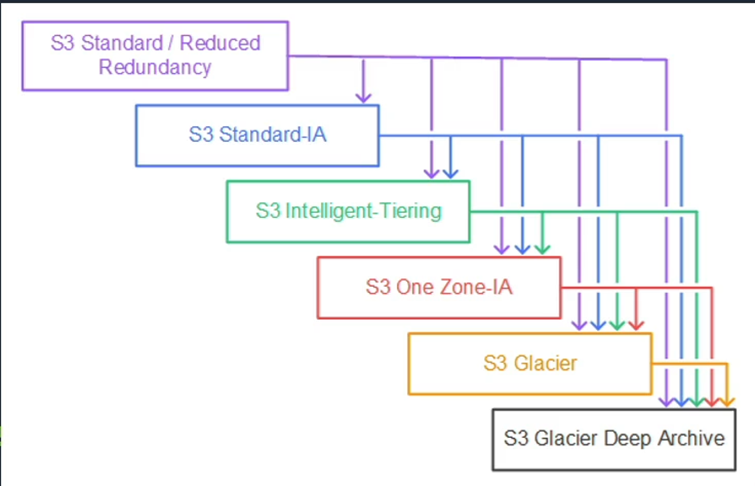 S3 Standard / Reduced
Redundancy
S3 Standard-IA
S3 Intelligent-Tiering
S3 One Zone-IA
S3 Glacier
S3 Glacier Deep Archive